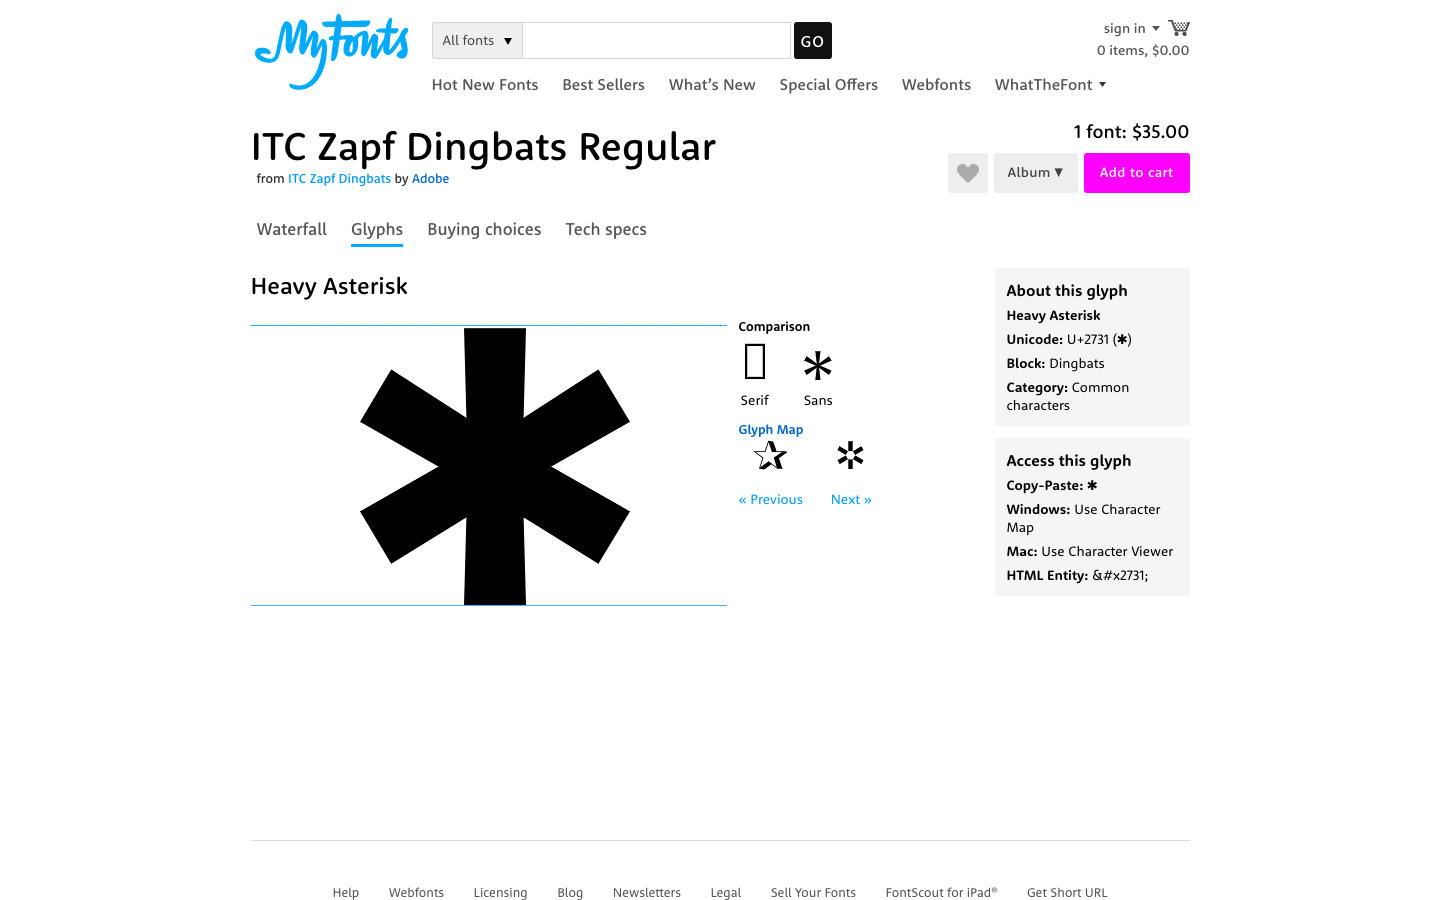 MyFonts
All fonts ▼
GO
sign in ▼
0 items, $0.00
Hot New Fonts Best Sellers What’s New Special Offers Webfonts WhatTheFont ▼
ITC Zapf Dingbats Regular
from ITC Zapf Dingbats by Adobe
1 font: $35.00
Album ▼ Add to cart
Waterfall Glyphs Buying choices Tech specs
Heavy Asterisk
✱
Comparison
Serif Sans
Glyph Map
✰ ✲
« Previous Next »
About this glyph
Heavy Asterisk
Unicode: U+2731 (✱)
Block: Dingbats
Category: Common
characters
Access this glyph
Copy-Paste: ✱
Windows: Use Character
Map
Mac: Use Character Viewer
HTML Entity: &#x2731;
Help Webfonts Licensing Blog Newsletters Legal Sell Your Fonts FontScout for iPad® Get Short URL